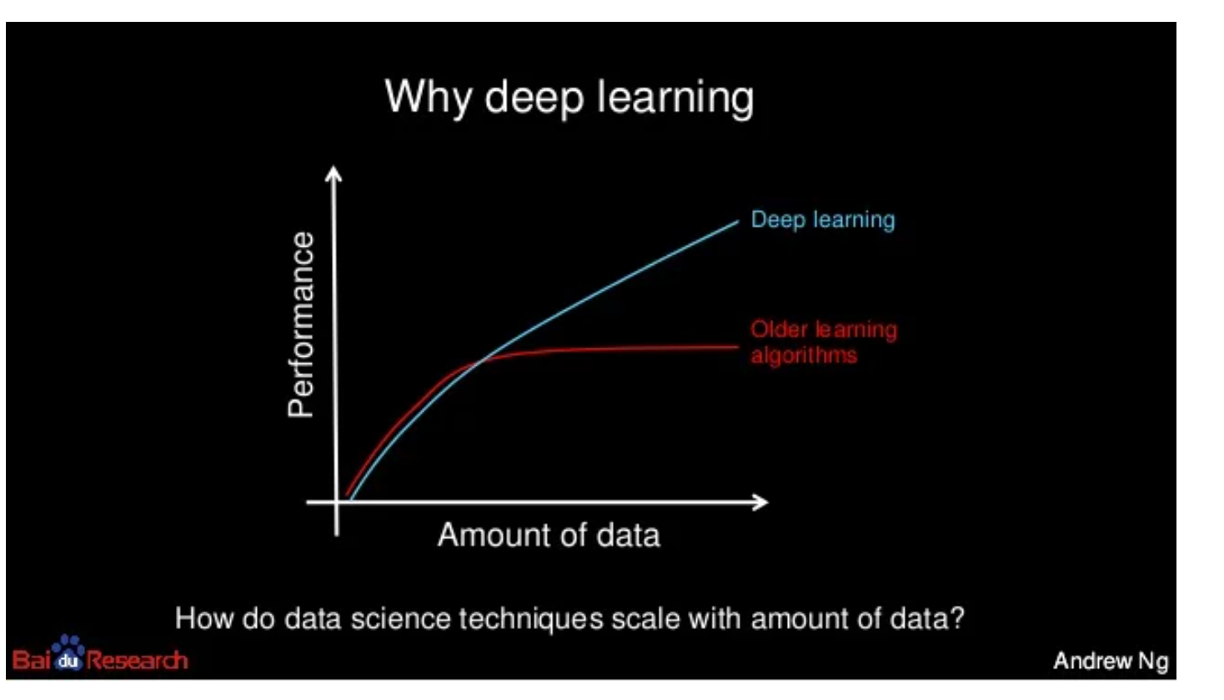 Why deep learning
Performance
Deep learning
Older learning
algorithms
Amount of data
How do data science techniques scale with amount of data?
Bai du Research
Andrew Ng